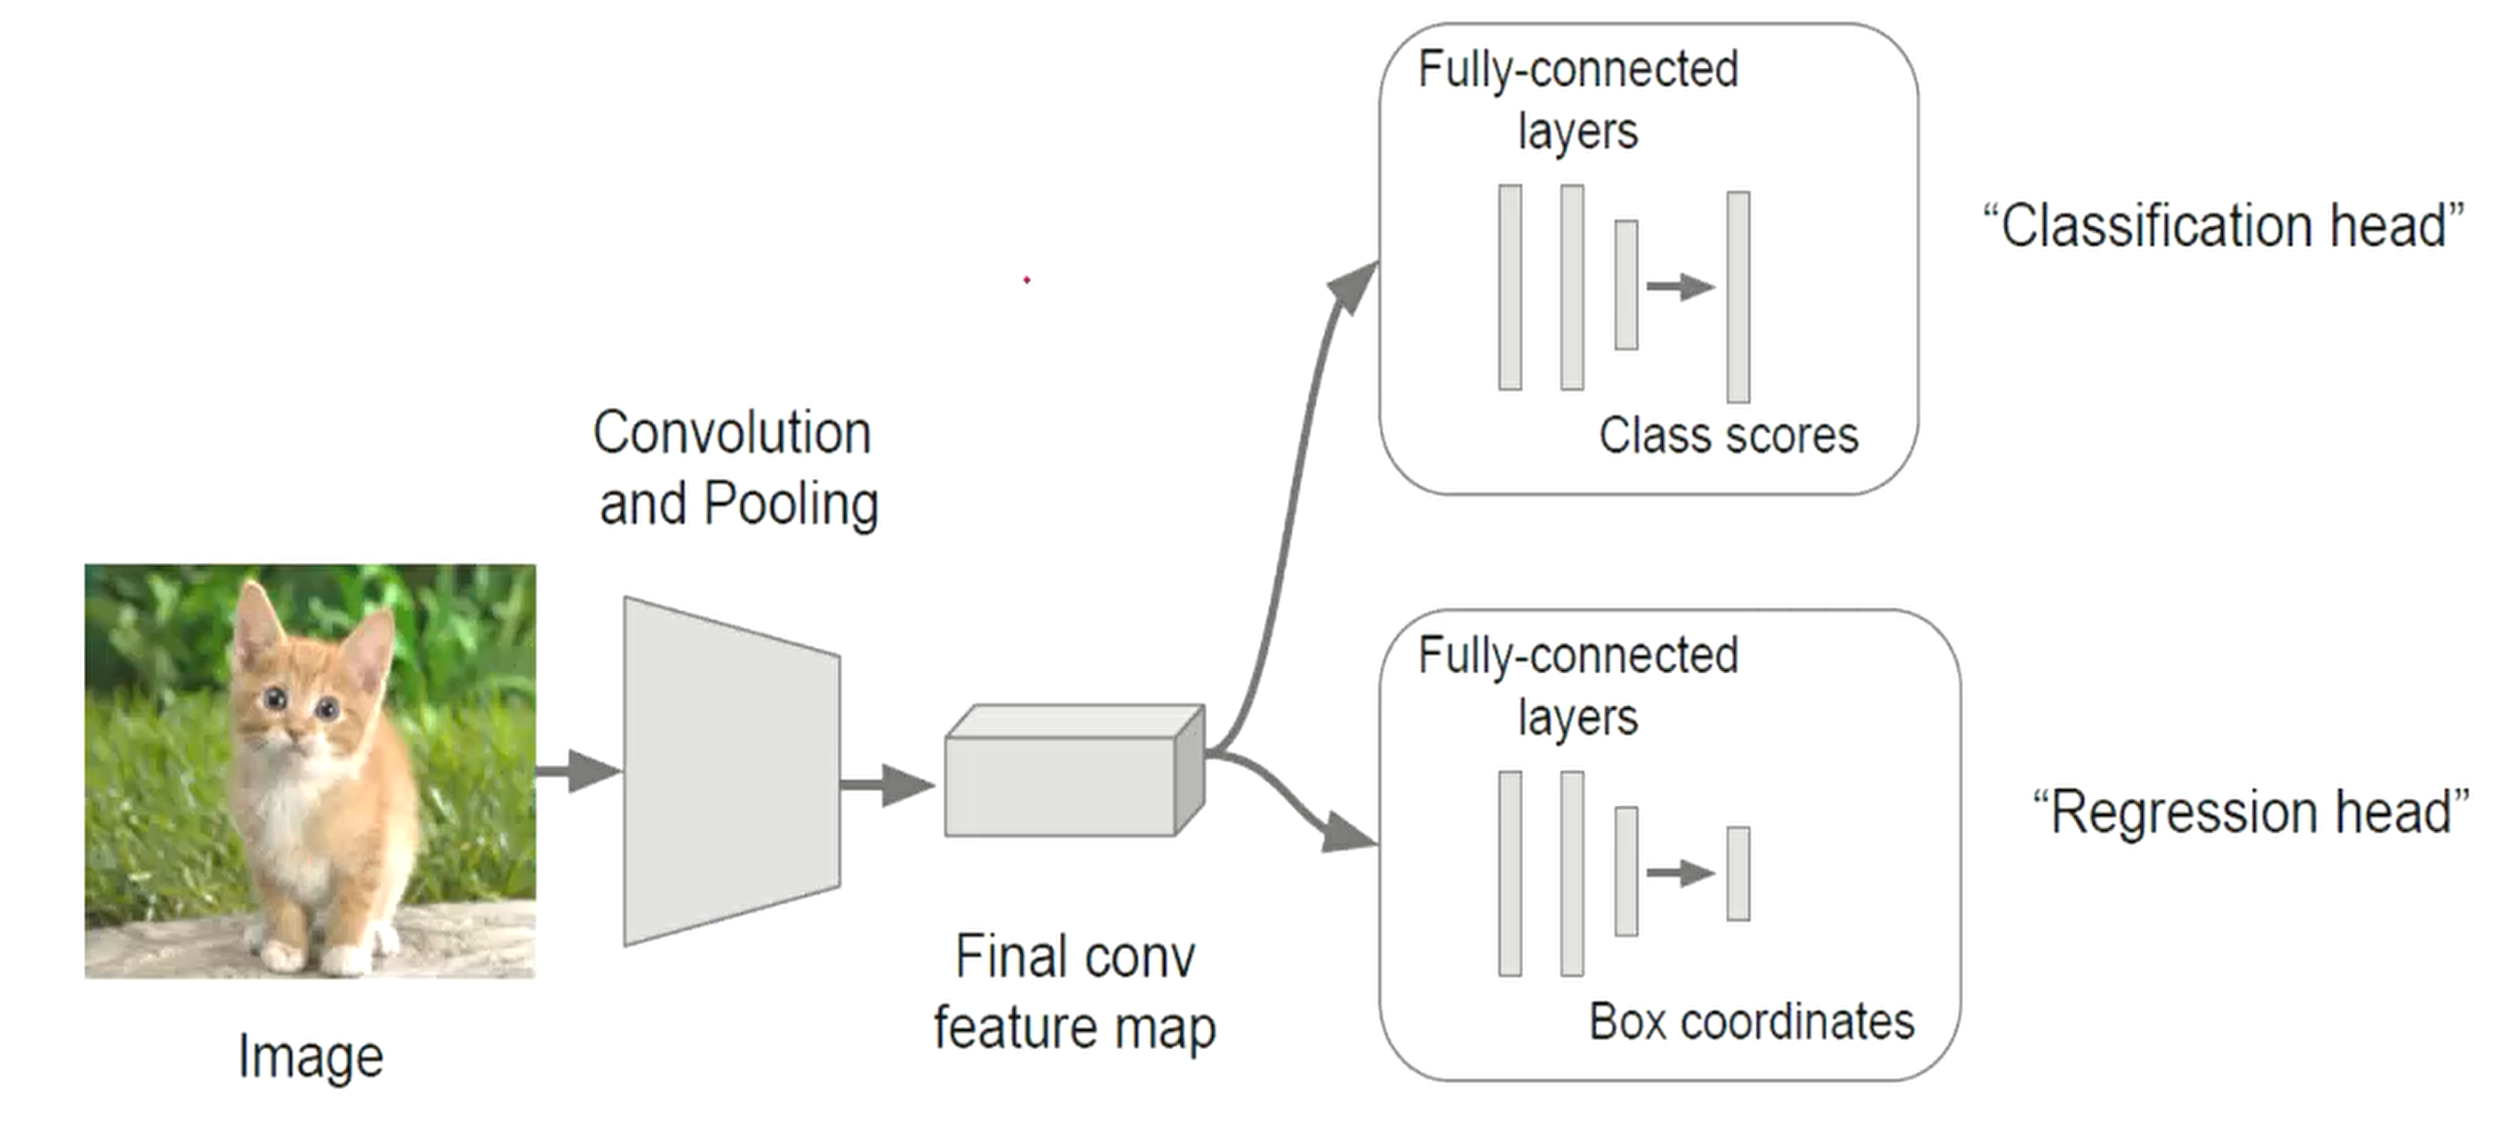 Fully-connected
layers
Class scores
“Classification head”
Convolution
and Pooling
Image
Final conv
feature map
Fully-connected
layers
Box coordinates
“Regression head”